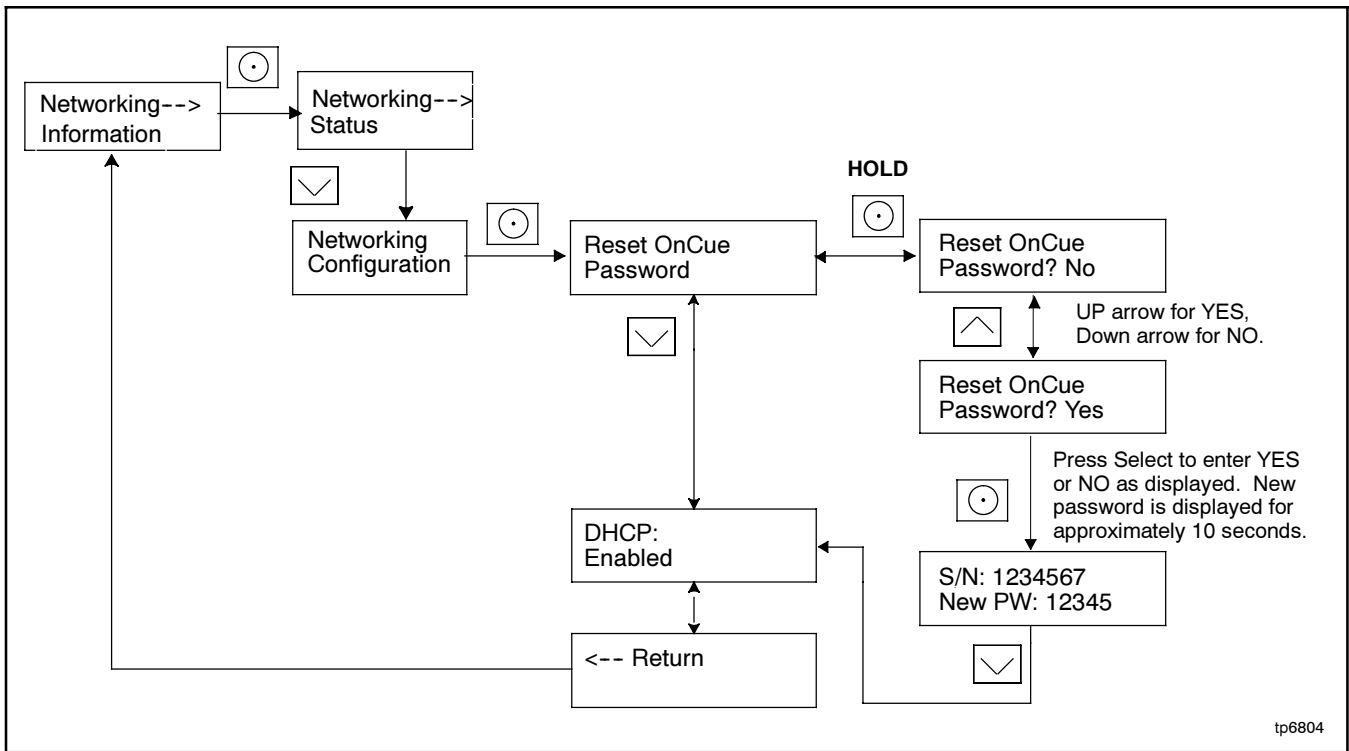 Networking-->
Information
Networking-->
Status
Networking
Configuration
Reset OnCue
Password
HOLD
Reset OnCue
Password? No
UP arrow for YES,
Down arrow for NO.
Reset OnCue
Password? Yes
Press Select to enter YES
or NO as displayed. New
password is displayed for
approximately 10 seconds.
S/N: 1234567
New PW: 12345
DHCP:
Enabled
<-- Return
tp6804